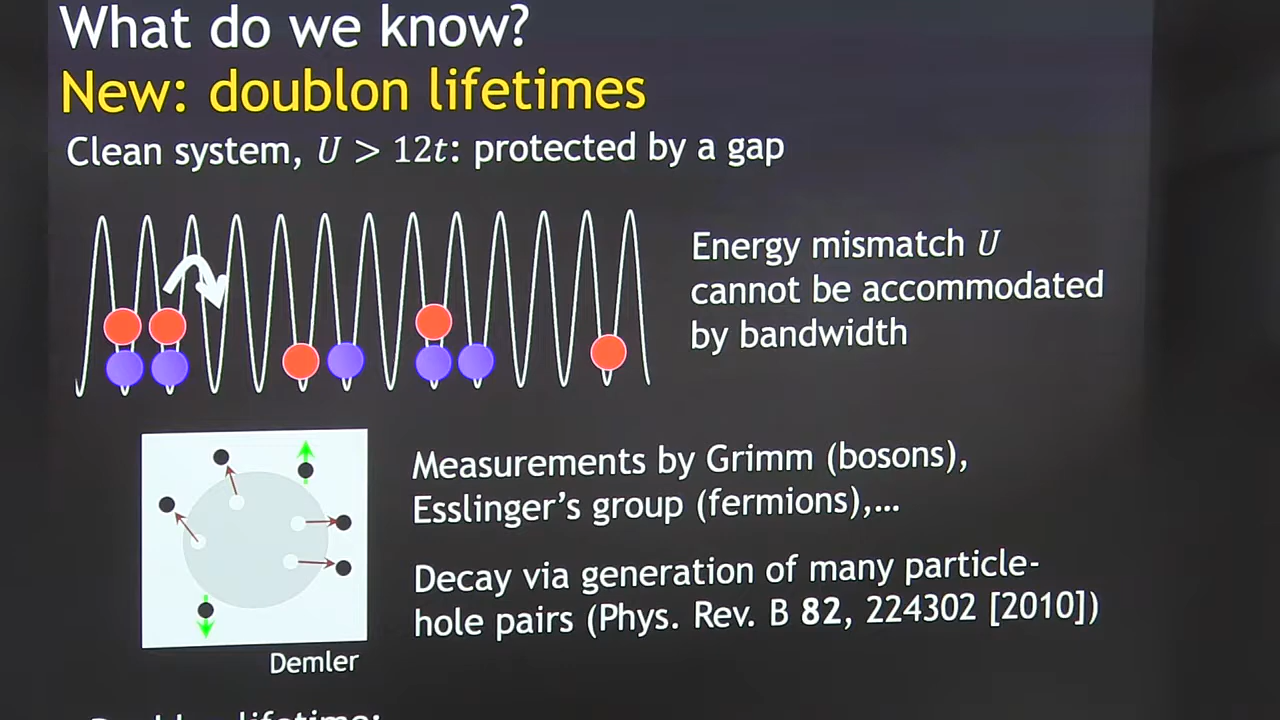 What do we know?
New: doublon lifetimes
Clean system, U > 12t: protected by a gap
Energy mismatch U
cannot be accommodated
by bandwidth
Measurements by Grimm (bosons),
Esslinger's group (fermions),...
Decay via generation of many particle-
hole pairs (Phys. Rev. B 82, 224302 [2010])
Demler
lifetime: